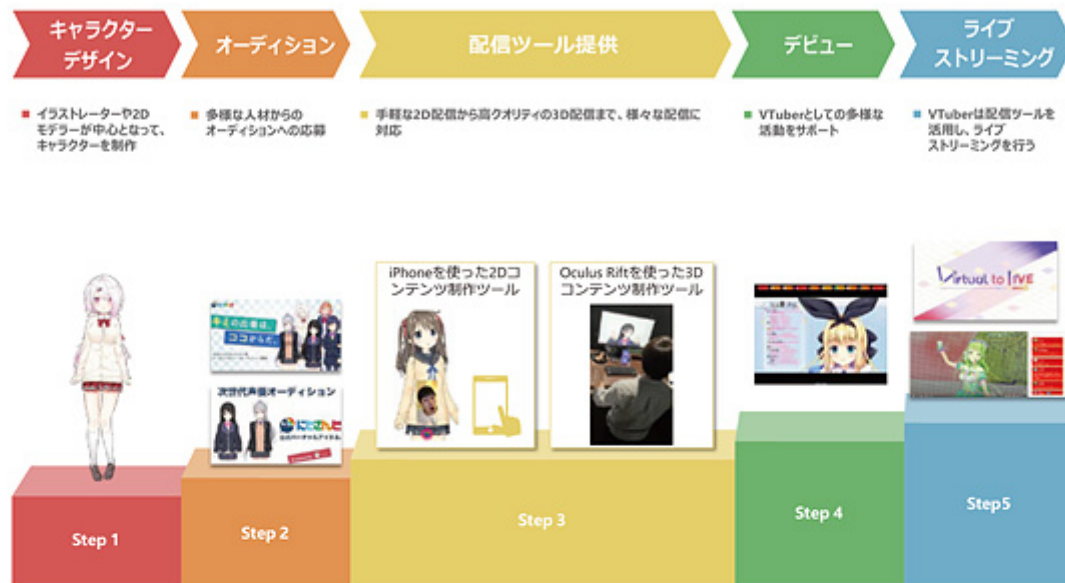 キャラクター
デザイン
オーディション
配信ツール提供
デビュー
ライブ
ストリーミング
■ イラストレーターや2D
モデラーが中心となって、
キャラクターを制作
■ 多様な人材からの
オーディションへの応募
■ 手軽な2D配信から高クオリティの3D配信まで、様々な配信に
対応
■ VTuberとしての多様な
活動をサポート
■ VTuberは配信ツールを
活用し、ライブ
ストリーミングを行う
ココからだ。
次世代声優オーディション
にじさんじ
iPhoneを使った2Dコ
ンテンツ制作ツール
Oculus Riftを使った3D
コンテンツ制作ツール
Virtual to LIVE
Step 1
Step 2
Step 3
Step 4
Step5